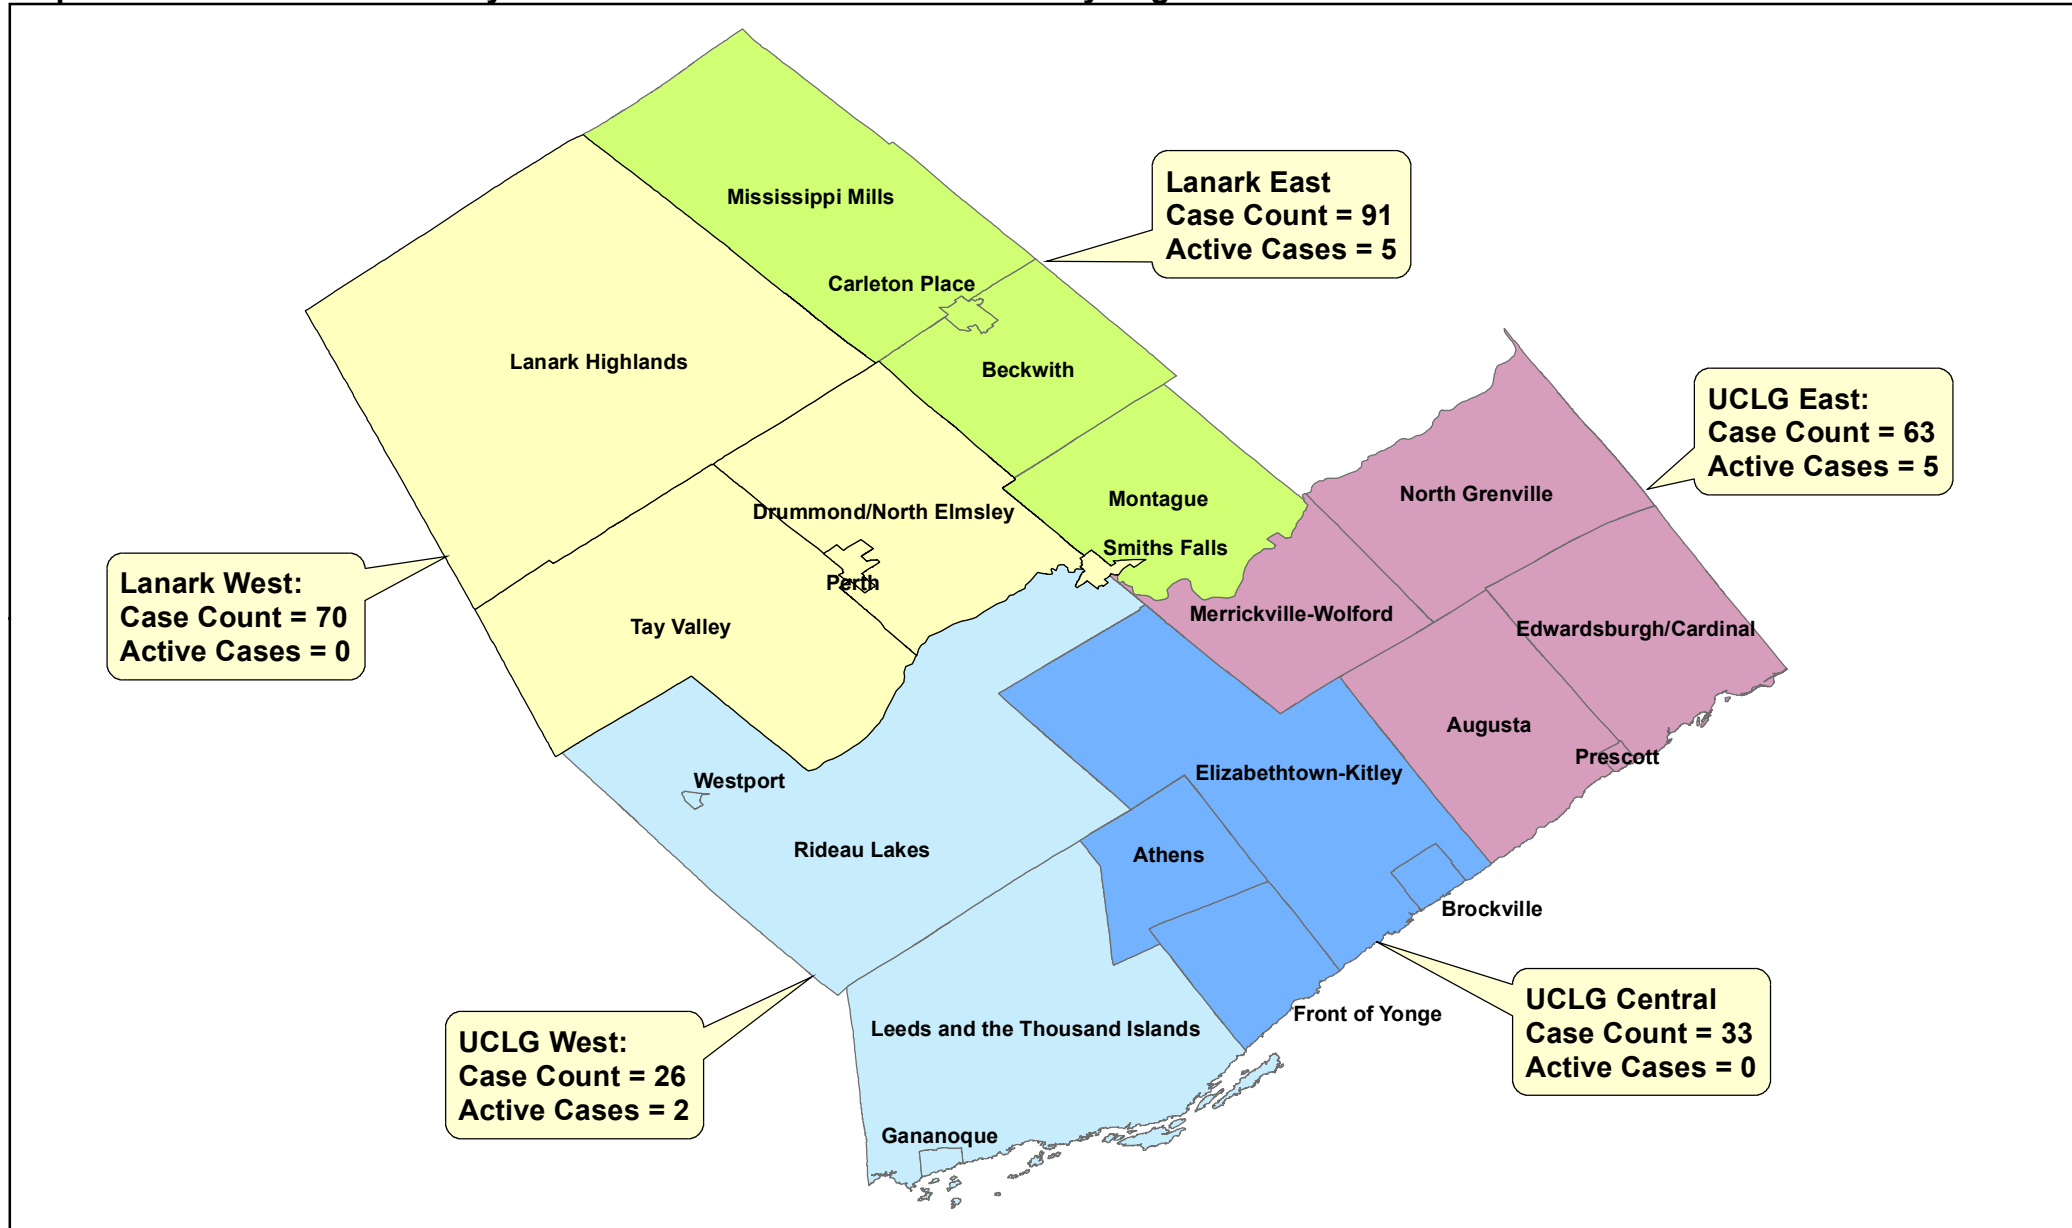 Mississippi Mills
Lanark East
Case Count = 91
Active Cases = 5
Carleton Place
Lanark Highlands
Beckwith
UCLG East:
Case Count = 63
Active Cases = 5
Montague
North Grenville
Drummond/North Elmsley
Smiths Falls
Perth
Lanark West:
Case Count = 70
Active Cases = 0
Tay Valley
Merrickville-Wolford
Edwardsburgh/Cardinal
Augusta
Prescott
Westport
Elizabethtown-Kitley
Rideau Lakes
Athens
Brockville
UCLG Central
Case Count = 33
Active Cases = 0
Front of Yonge
Leeds and the Thousand Islands
UCLG West:
Case Count = 26
Active Cases = 2
Gananoque